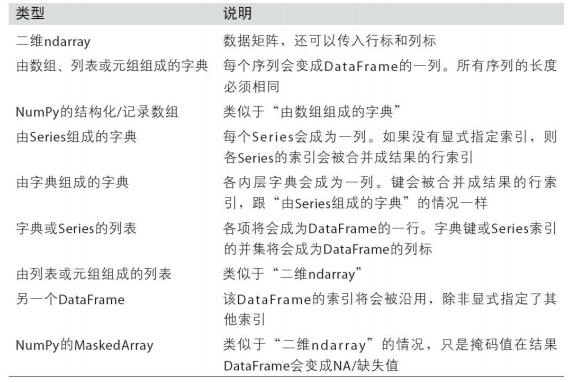 类型 说明
二维ndarray 数据矩阵，还可以传入行标和列标
由数组、列表或元组组成的字典 每个序列会变成DataFrame的一列。所有序列的长度
必须相同
NumPy的结构化/记录数组 类似于“由数组组成的字典”
由Series组成的字典 每个Series会成为一列。如果没有显式指定索引，则
各Series的索引会被合并成结果的行索引
由字典组成的字典 各内层字典会成为一列。键会被合并成结果的行索
引，跟“由Series组成的字典”的情况一样
字典或Series的列表 各项将会成为DataFrame的一行。字典键或Series索引
的并集将会成为DataFrame的列标
由列表或元组组成的列表 类似于“二维ndarray”
另一个DataFrame 该DataFrame的索引将会被沿用，除非显式指定了其
他索引
NumPy的MaskedArray 类似于“二维ndarray”的情况，只是掩码值在结果
DataFrame会变成NA/缺失值